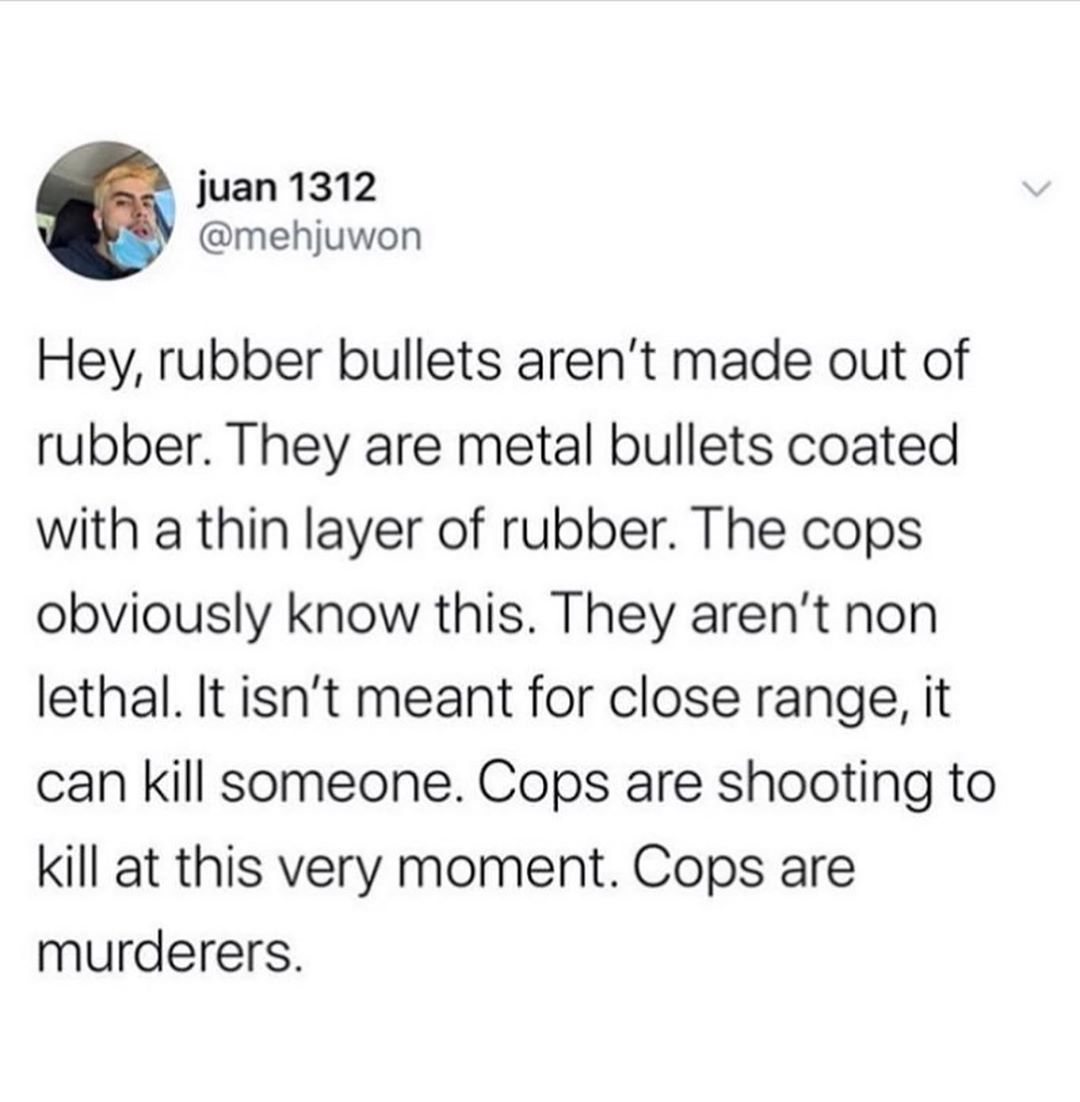 juan 1312
@mehjuwon
Hey, rubber bullets aren’t made out of
rubber. They are metal bullets coated
with a thin layer of rubber. The cops
obviously know this. They aren’t non
lethal. It isn’t meant for close range, it
can kill someone. Cops are shooting to
kill at this very moment. Cops are
murderers.